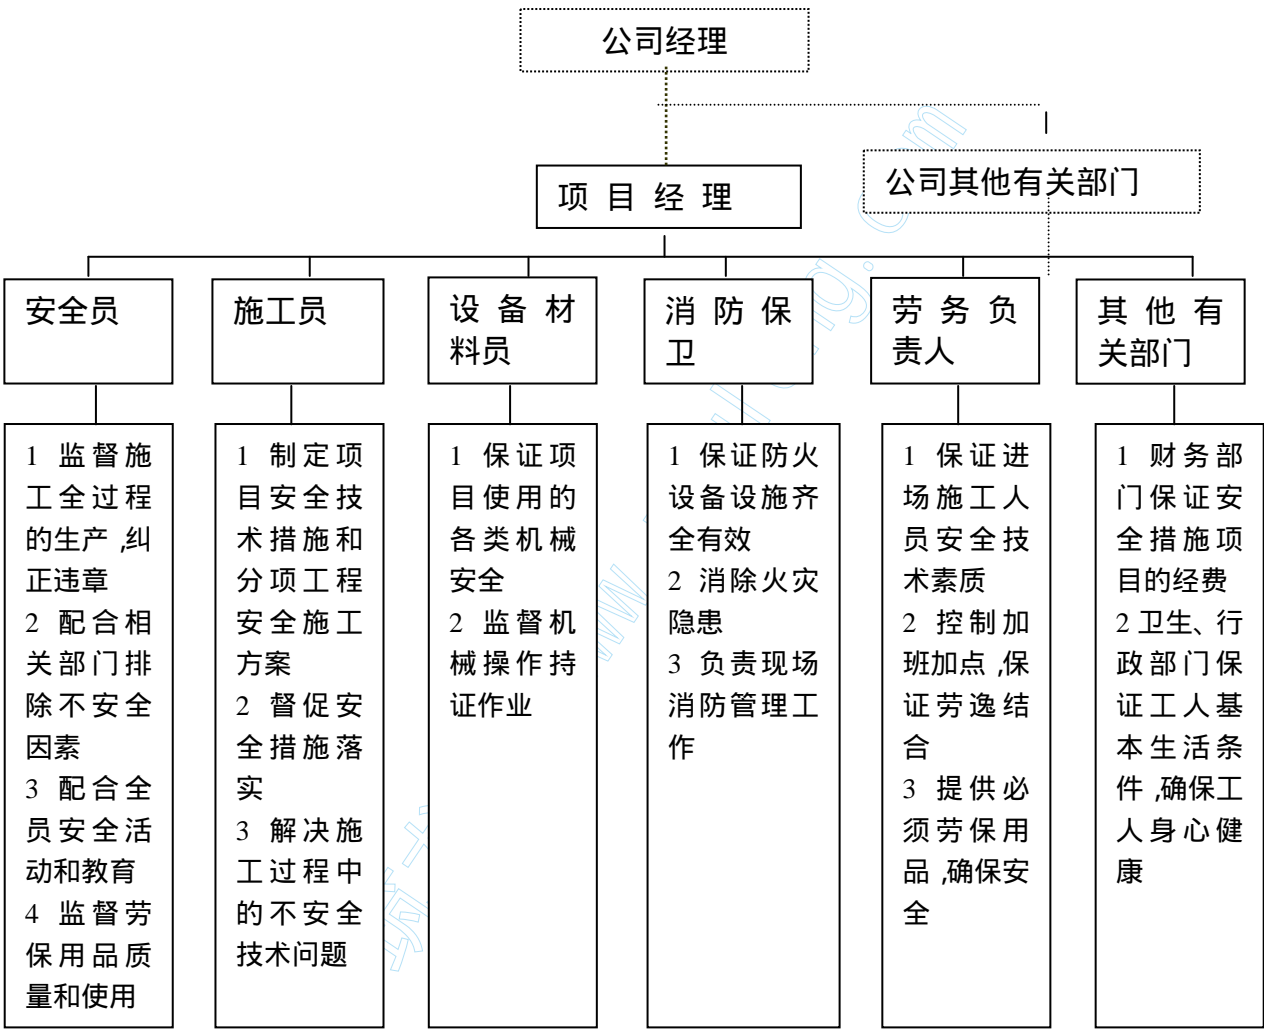 公司经理
公司其他有关部门
项目经理
安全员
施工员
设备材
料员
消防保
卫
劳务负
责人
其他有
关部门
1 监督施
工全过程
的生产,纠
正违章
2 配合相
关部门排
除不安全
因素
3 配合全
员安全活
动和教育
4 监督劳
保用品质
量和使用
1 制定项
目安全技
术措施和
分项工程
安全施工
方案
2 督促安
全措施落
实
3 解决施
工过程中
的不安全
技术问题
1 保证项
目使用的
各类机械
安全
2 监督机
械操作持
证作业
1 保证防火
设备设施齐
全有效
2 消除火灾
隐患
3 负责现场
消防管理工
作
1 保证进
场施工人
员安全技
术素质
2 控制加
班加点,保
证劳逸结
合
3 提供必
须劳保用
品,确保安
全
1 财务部
门保证安
全措施项
目的经费
2 卫生、行
政部门保
证工人基
本生活条
件,确保工
人身心健
康